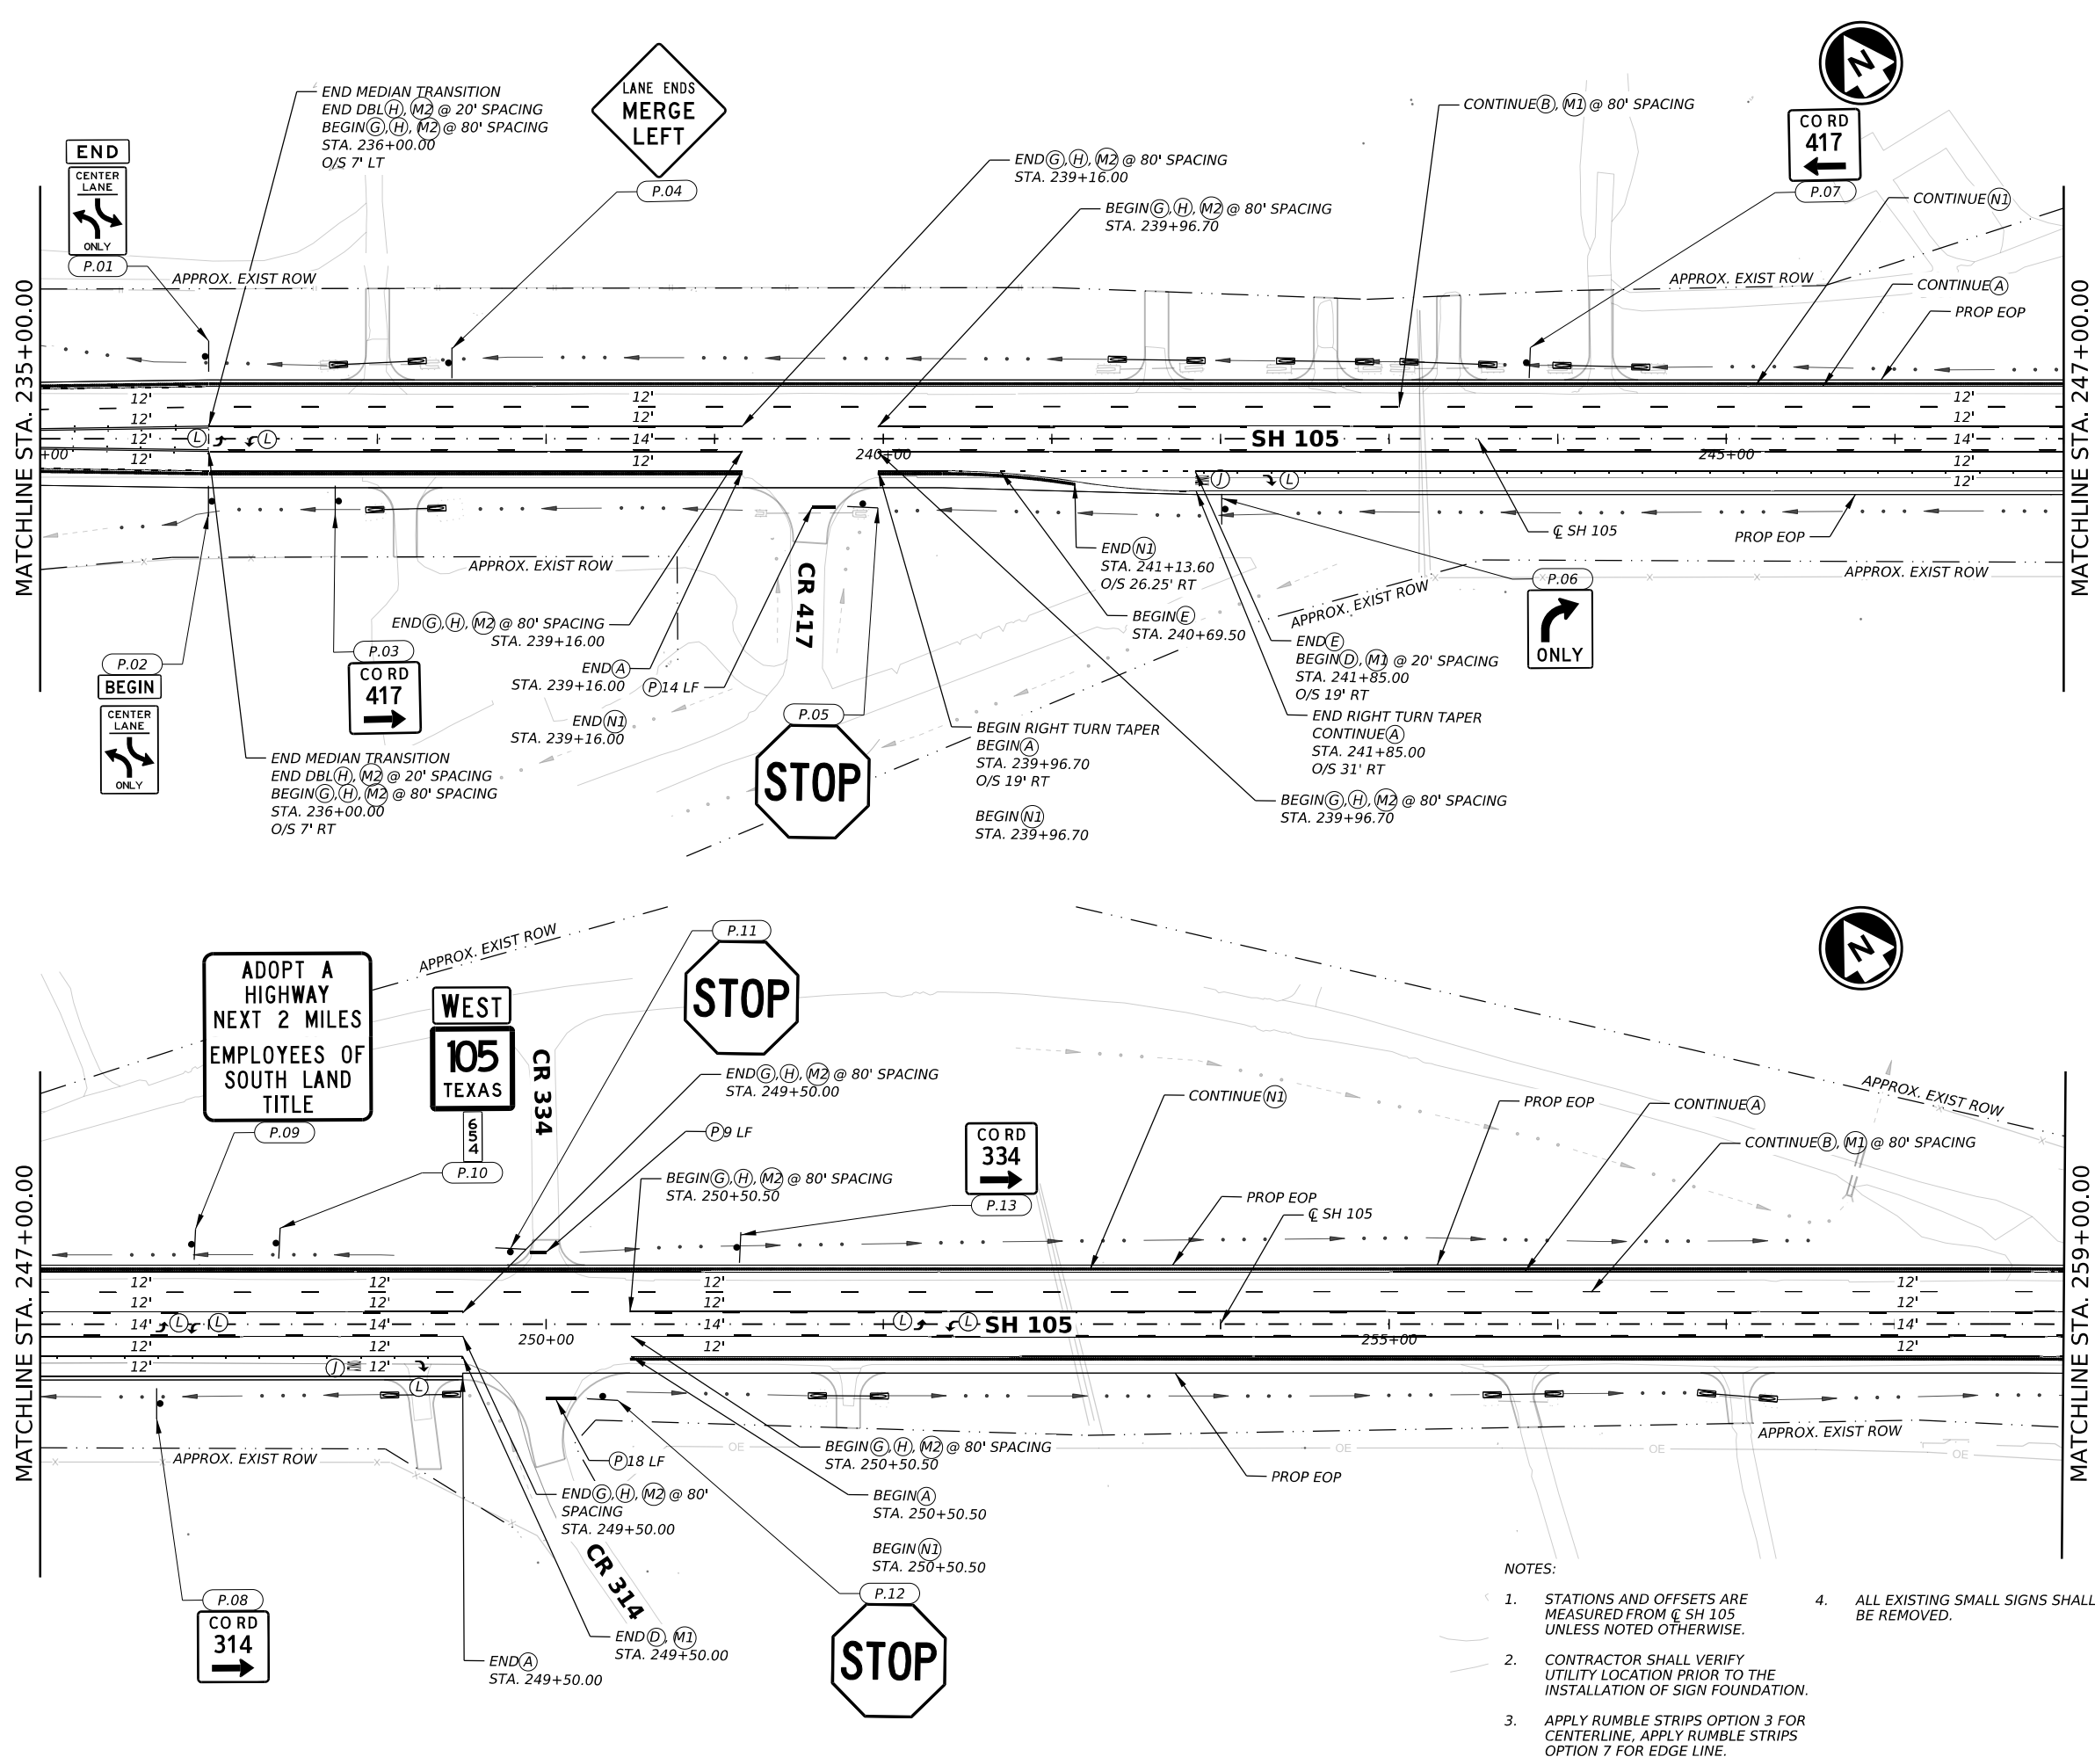 END MEDIAN TRANSITION
END DBL (H), (M2) @ 20' SPACING
BEGIN (G), (H), (M2) @ 80' SPACING
STA. 236+00.00
O/S 7' LT
LANE ENDS
MERGE
LEFT
P.04
END
CENTER
LANE
ONLY
P.01
END (G), (H), (M2) @ 80' SPACING
STA. 239+16.00
BEGIN (G), (H), (M2) @ 80' SPACING
STA. 239+96.70
CONTINUE (B), (M1) @ 80' SPACING
N
CO RD
417
P.07
CONTINUE (N1)
CONTINUE (A)
PROP EOP
APPROX. EXIST ROW
APPROX. EXIST ROW
MATCHLINE STA. 235+00.00
MATCHLINE STA. 247+00.00
12'
12'
12'
12'
12'
12'
14'
12'
12'
12'
14'
12'
12'
L
L
SH 105
+00
240+00
245+00
J
L
℄ SH 105
PROP EOP
APPROX. EXIST ROW
APPROX. EXIST ROW
APPROX. EXIST ROW
CR 417
END (N1)
STA. 241+13.60
O/S 26.25' RT
BEGIN (E)
STA. 240+69.50
END (E)
BEGIN (D), (M1) @ 20' SPACING
STA. 241+85.00
O/S 19' RT
END RIGHT TURN TAPER
CONTINUE (A)
STA. 241+85.00
O/S 31' RT
P.06
ONLY
END (G), (H), (M2) @ 80' SPACING
STA. 239+16.00
END (A)
STA. 239+16.00
(P) 14 LF
END (N1)
STA. 239+16.00
P.02
BEGIN
CENTER
LANE
ONLY
P.03
CO RD
417
P.05
STOP
END MEDIAN TRANSITION
END DBL (H), (M2) @ 20' SPACING
BEGIN (G), (H), (M2) @ 80' SPACING
STA. 236+00.00
O/S 7' RT
BEGIN RIGHT TURN TAPER
BEGIN (A)
STA. 239+96.70
O/S 19' RT
BEGIN (N1)
STA. 239+96.70
BEGIN (G), (H), (M2) @ 80' SPACING
STA. 239+96.70
ADOPT A
HIGHWAY
NEXT 2 MILES
EMPLOYEES OF
SOUTH LAND
TITLE
P.09
APPROX. EXIST ROW
WEST
105
TEXAS
654
P.10
CR 334
P.11
STOP
END (G), (H), (M2) @ 80' SPACING
STA. 249+50.00
(P) 9 LF
BEGIN (G), (H), (M2) @ 80' SPACING
STA. 250+50.50
CO RD
334
P.13
CONTINUE (N1)
PROP EOP
℄ SH 105
PROP EOP
CONTINUE (A)
CONTINUE (B), (M1) @ 80' SPACING
APPROX. EXIST ROW
N
MATCHLINE STA. 247+00.00
MATCHLINE STA. 259+00.00
12'
12'
14'
12'
12'
12'
12'
14'
12'
12'
12'
12'
14'
12'
12'
12'
14'
12'
L
L
L
L
J
L
SH 105
250+00
255+00
APPROX. EXIST ROW
APPROX. EXIST ROW
OE
OE
OE
OE
P.08
CO RD
314
(P) 18 LF
END (G), (H), (M2) @ 80'
SPACING
STA. 249+50.00
CR 314
END (D), (M1)
STA. 249+50.00
END (A)
STA. 249+50.00
BEGIN (G), (H), (M2) @ 80' SPACING
STA. 250+50.50
BEGIN (A)
STA. 250+50.50
BEGIN (N1)
STA. 250+50.50
P.12
STOP
PROP EOP
NOTES:
1. STATIONS AND OFFSETS ARE
MEASURED FROM ℄ SH 105
UNLESS NOTED OTHERWISE.
2. CONTRACTOR SHALL VERIFY
UTILITY LOCATION PRIOR TO THE
INSTALLATION OF SIGN FOUNDATION.
3. APPLY RUMBLE STRIPS OPTION 3 FOR
CENTERLINE, APPLY RUMBLE STRIPS
OPTION 7 FOR EDGE LINE.
4. ALL EXISTING SMALL SIGNS SHALL
BE REMOVED.